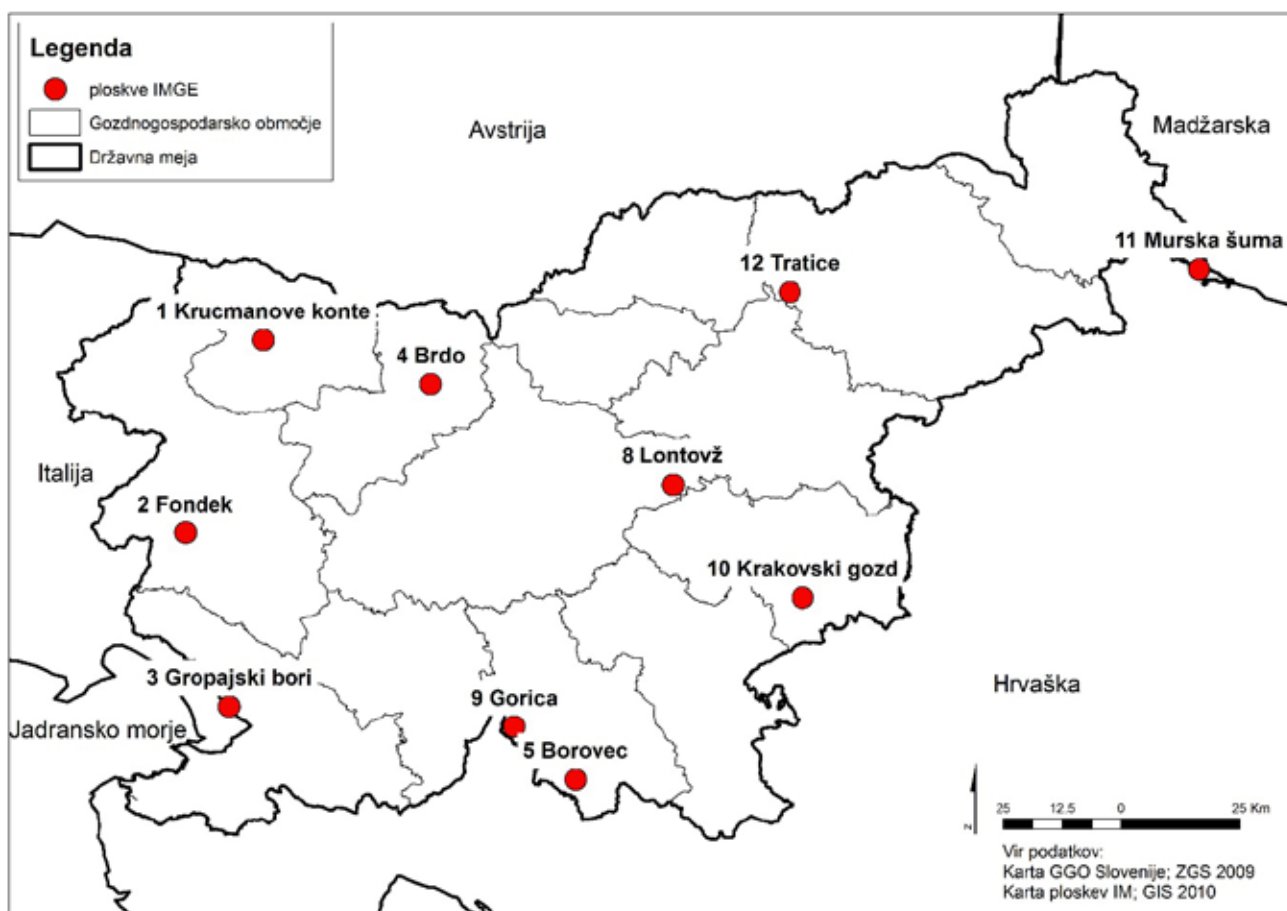 Legenda
ploskve IMGE
Gozdnogospodarsko območje
Državna meja
Avstrija
Madžarska
11 Murska šuma
12 Tratice
1 Krucmanove konte
4 Brdo
8 Lontovž
Italija
2 Fondek
10 Krakovski gozd
3 Gropajski bori
Hrvaška
9 Gorica
Jadransko morje
5 Borovec
N
25 12.5 0 25 Km
Vir podatkov:
Karta GGO Slovenije; ZGS 2009
Karta ploskev IM; GIS 2010